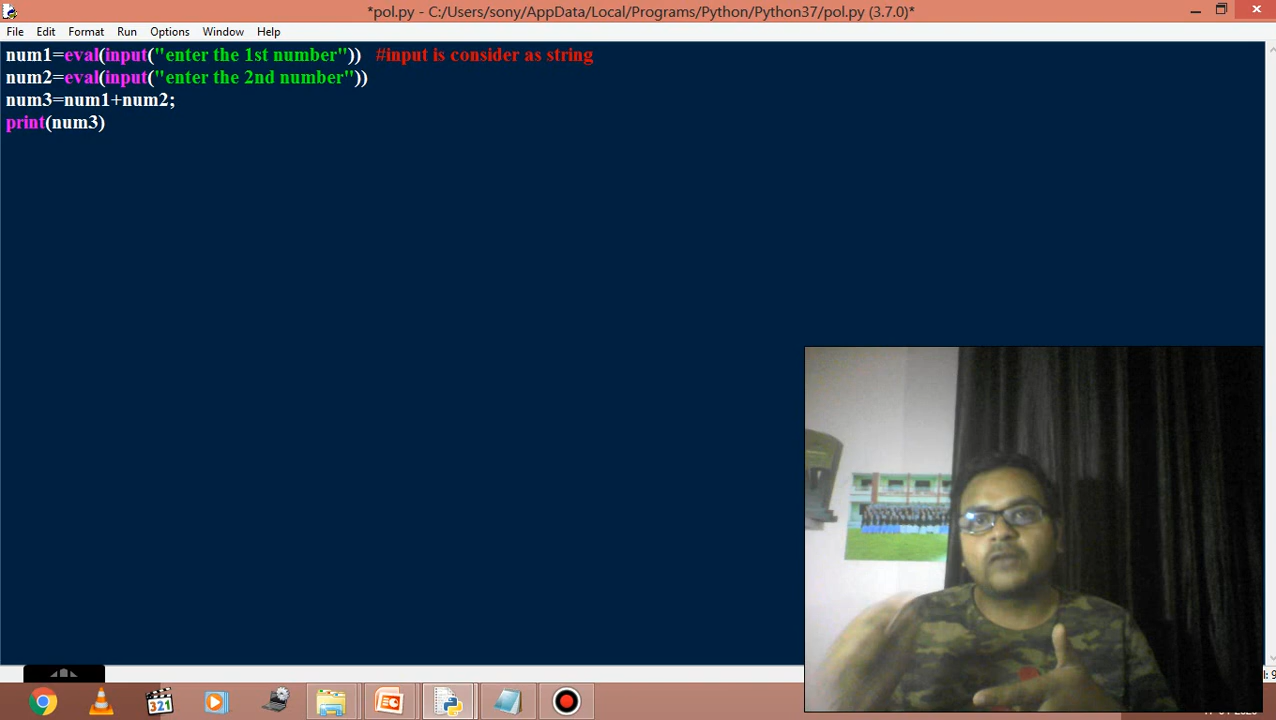 *pol.py - C:/Users/sony/AppData/Local/Programs/Python/Python37/pol.py (3.7.0)*
File Edit Format Run Options Window Help
num1=eval(input("enter the 1st number")) #input is consider as string
num2=eval(input("enter the 2nd number"))
num3=num1+num2;
print(num3)
321